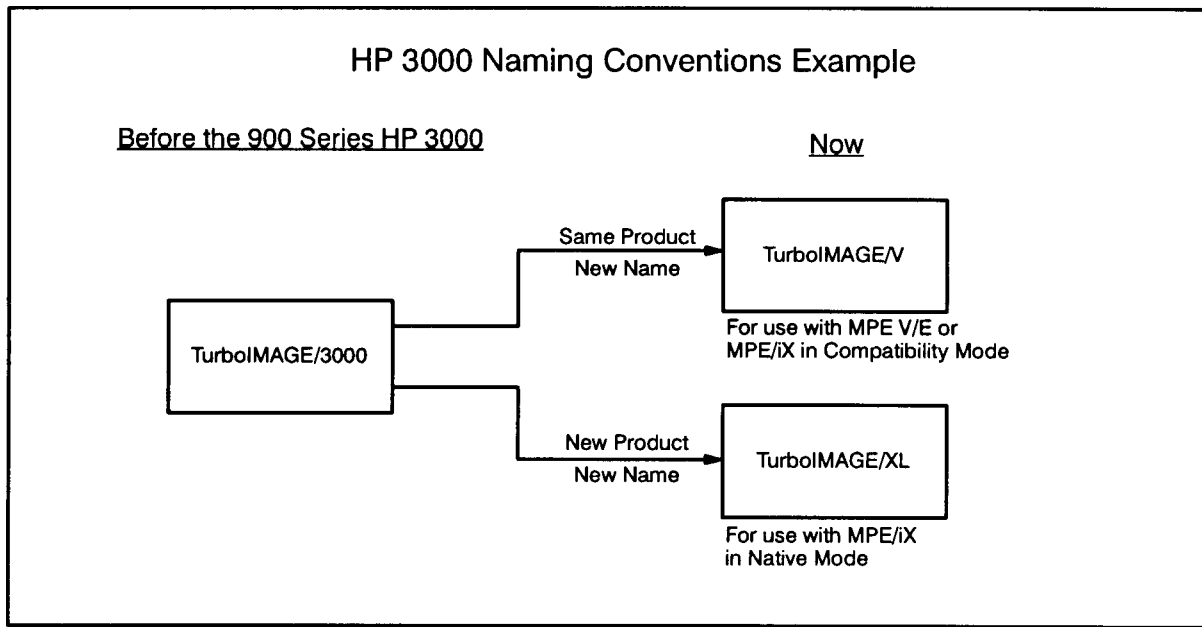 HP 3000 Naming Conventions Example
Before the 900 Series HP 3000
Now
Same Product
New Name
TurboIMAGE/V
For use with MPE V/E or
MPE/iX in Compatibility Mode
TurboIMAGE/3000
New Product
New Name
TurboIMAGE/XL
For use with MPE/iX
in Native Mode